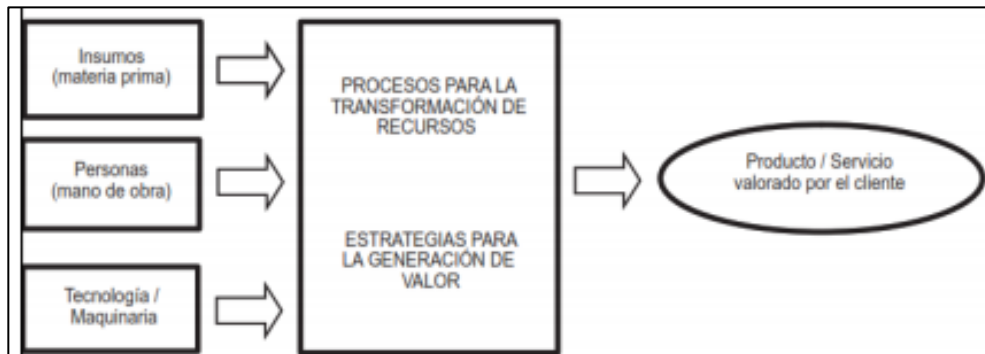 Insumos
(materia prima)
Personas
(mano de obra)
Tecnología /
Maquinaria
PROCESOS PARA LA
TRANSFORMACIÓN DE
RECURSOS
ESTRATEGIAS PARA
LA GENERACIÓN DE
VALOR
Producto / Servicio
valorado por el cliente